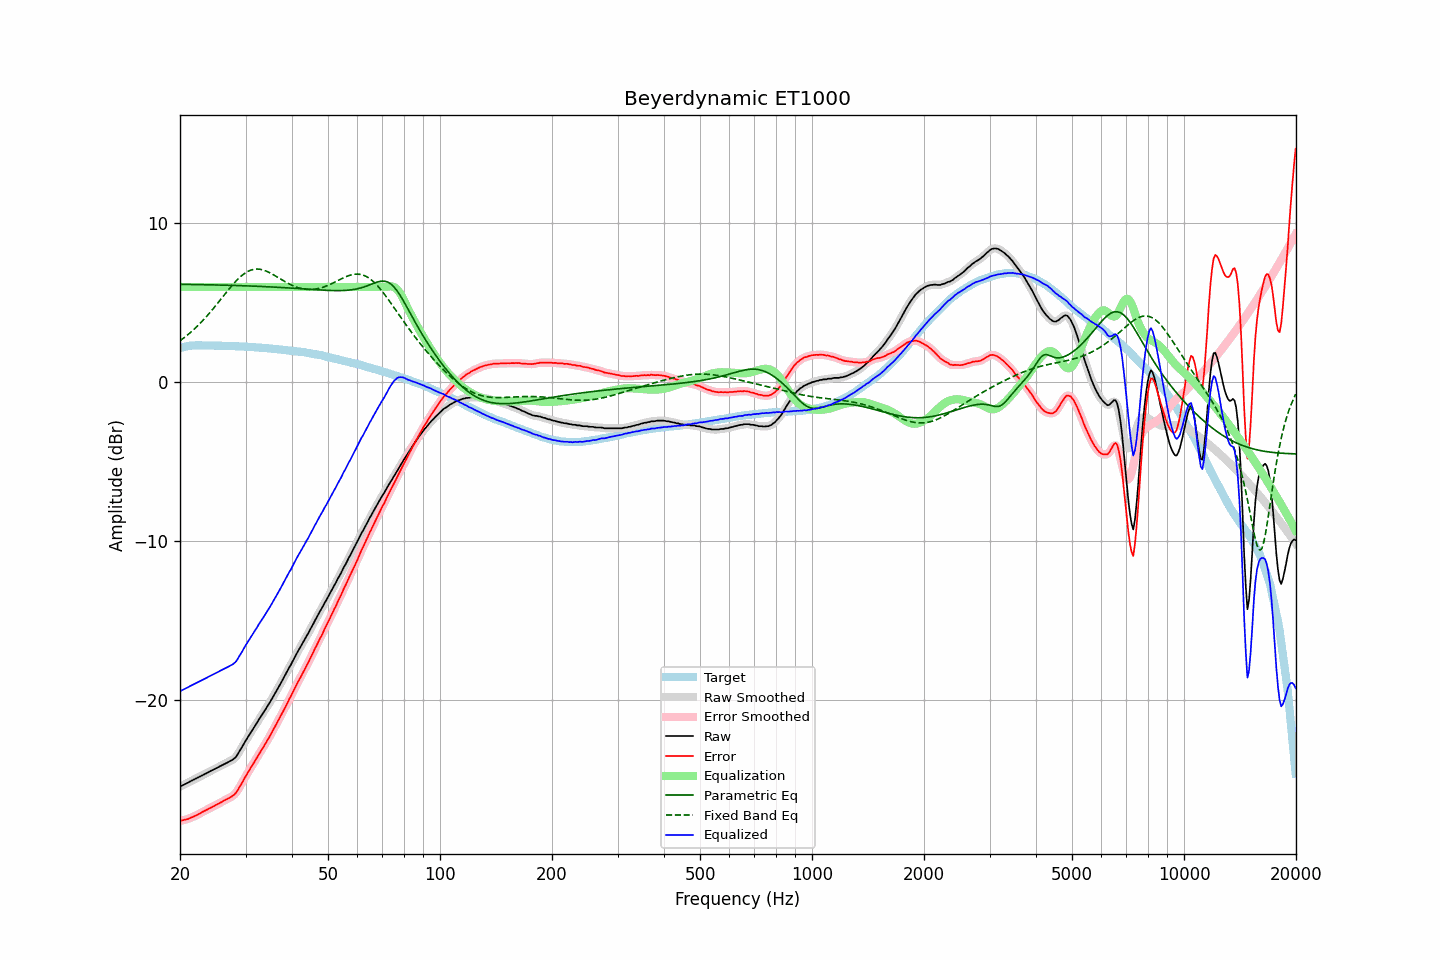 Beyerdynamic ET1000
Amplitude (dBr)
10
0
−10
−20
Target
Raw Smoothed
Error Smoothed
Raw
Error
Equalization
Parametric Eq
Fixed Band Eq
Equalized
20 50 100 200 500 1000 2000 5000 10000 20000
Frequency (Hz)